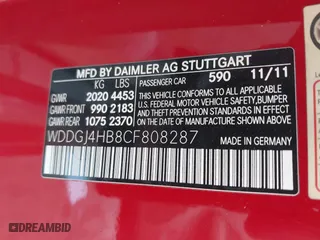 MFD BY DAIMLER AG STUTTGART
KG LBS PASSENGER CAR 590 11/11
GVWR 2020 4453
GAWR FRONT 990 2183
GAWR REAR 1075 2370
THIS VEHICLE CONFORMS TO ALL APPLICABLE U.S. FEDERAL MOTOR VEHICLE SAFETY, BUMPER AND THEFT PREVENTION STANDARDS IN EFFECT ON THE DATE OF MANUFACTURE SHOWN ABOVE.
WDDGJ4HB8CF808287
MADE IN GERMANY
DREAMBID